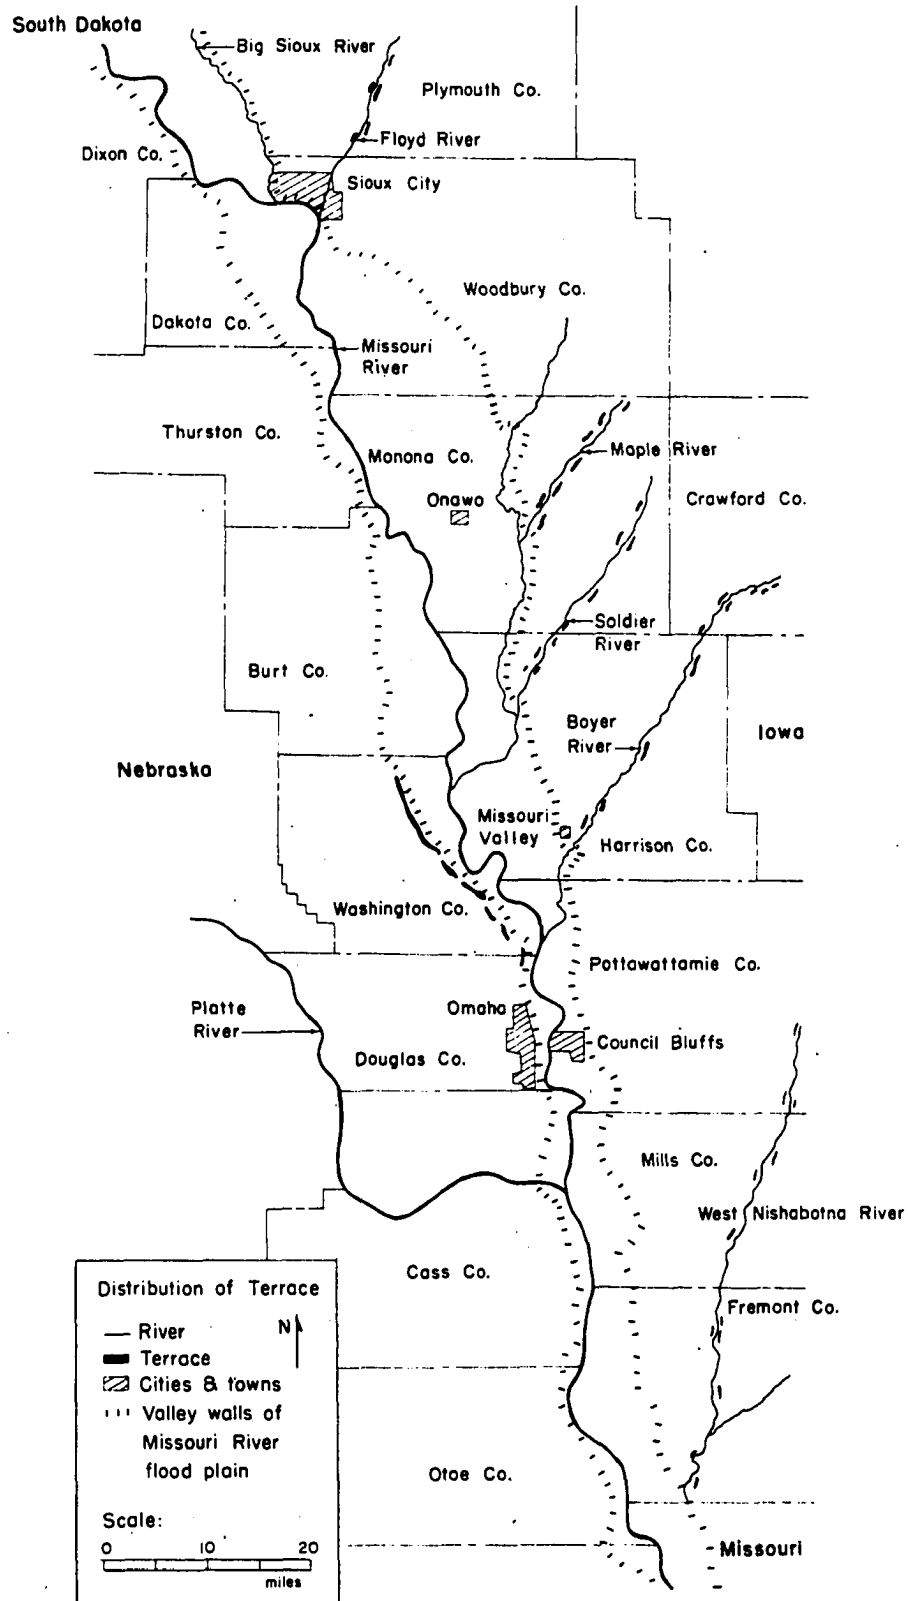 South Dakota
Big Sioux River
Plymouth Co.
Floyd River
Dixon Co.
Sioux City
Woodbury Co.
Dakota Co.
Missouri
River
Thurston Co.
Monona Co.
Maple River
Onawa
Crawford Co.
Soldier
River
Burt Co.
Boyer
River
Iowa
Nebraska
Missouri
Valley
Harrison Co.
Washington Co.
Pottawattamie Co.
Platte
River
Omaha
Council Bluffs
Douglas Co.
Mills Co.
West Nishabotna River
Cass Co.
Fremont Co.
Distribution of Terrace
N
River
Terrace
Cities & towns
Valley walls of
Missouri River
flood plain
Otoe Co.
Scale:
0 10 20
miles
Missouri